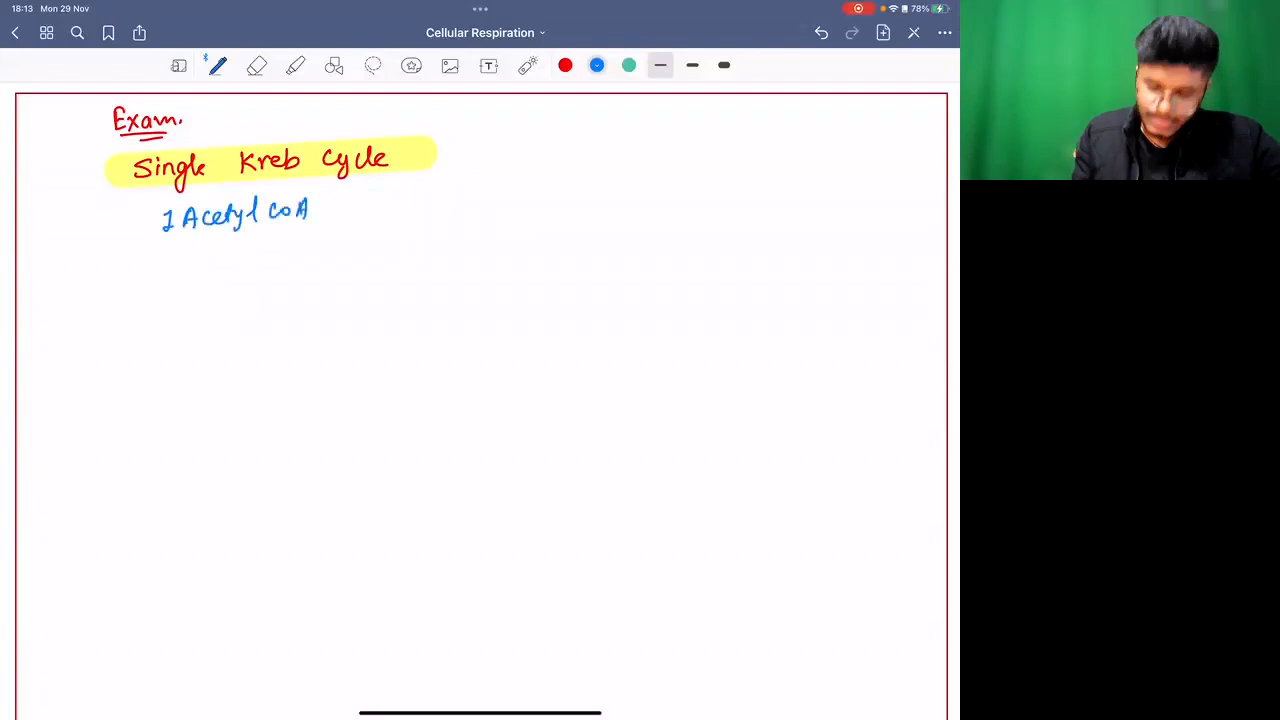 18:13 Mon 29 Nov
78%
Cellular Respiration
Exam.
Single Kreb Cycle
1 Acetyl CoA